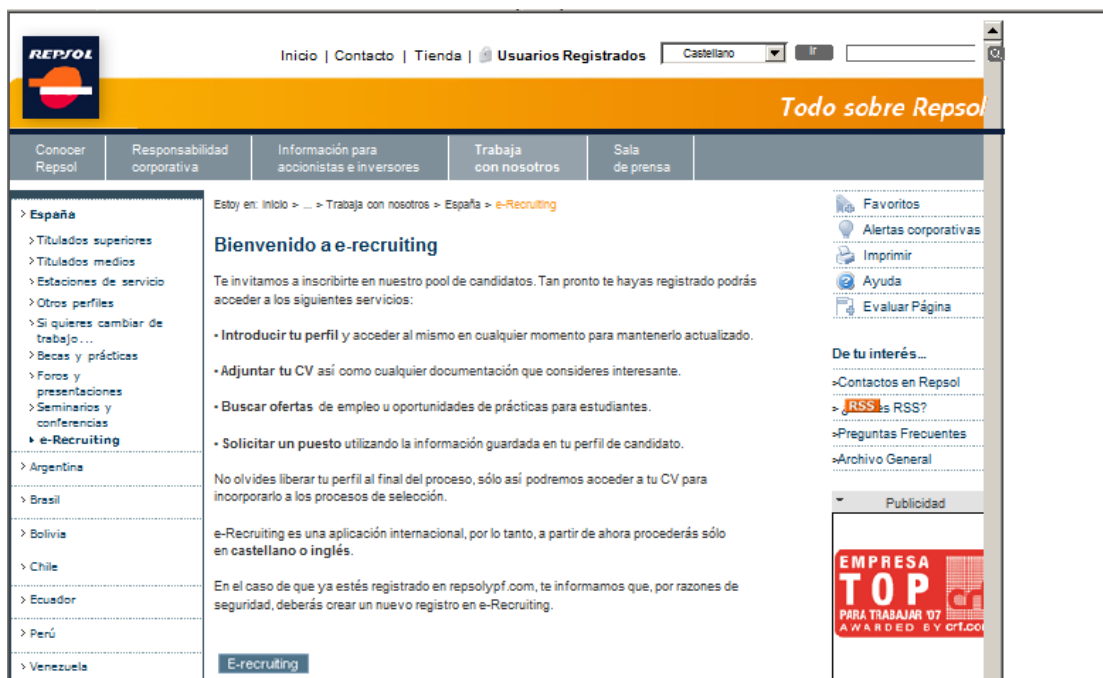 REPSOL
Inicio | Contacto | Tienda | Usuarios Registrados
Castellano
Ir
Todo sobre Repsol
Conocer
Repsol
Responsabilidad
corporativa
Información para
accionistas e inversores
Trabaja
con nosotros
Sala
de prensa
> España
>Titulados superiores
>Titulados medios
>Estaciones de servicio
>Otros perfiles
>Si quieres cambiar de
trabajo...
>Becas y prácticas
>Foros y
presentaciones
>Seminarios y
conferencias
e-Recruiting
> Argentina
> Brasil
> Bolivia
> Chile
> Ecuador
> Perú
> Venezuela
Estoy en: Inicio > ... > Trabaja con nosotros > España > e-Recruiting
Bienvenido a e-recruiting
Te invitamos a inscribirte en nuestro pool de candidatos. Tan pronto te hayas registrado podrás
acceder a los siguientes servicios:
• Introducir tu perfil y acceder al mismo en cualquier momento para mantenerlo actualizado.
• Adjuntar tu CV así como cualquier documentación que consideres interesante.
• Buscar ofertas de empleo u oportunidades de prácticas para estudiantes.
• Solicitar un puesto utilizando la información guardada en tu perfil de candidato.
No olvides liberar tu perfil al final del proceso, sólo así podremos acceder a tu CV para
incorporarlo a los procesos de selección.
e-Recruiting es una aplicación internacional, por lo tanto, a partir de ahora procederás sólo
en castellano o inglés.
En el caso de que ya estés registrado en repsolypf.com, te informamos que, por razones de
seguridad, deberás crear un nuevo registro en e-Recruiting.
E-recruiting
Favoritos
Alertas corporativas
Imprimir
Ayuda
Evaluar Página
De tu interés...
»Contactos en Repsol
RSS es RSS?
»Preguntas Frecuentes
»Archivo General
Publicidad
EMPRESA
TOP
PARA TRABAJAR '07
AWARDED BY crf.co
crf